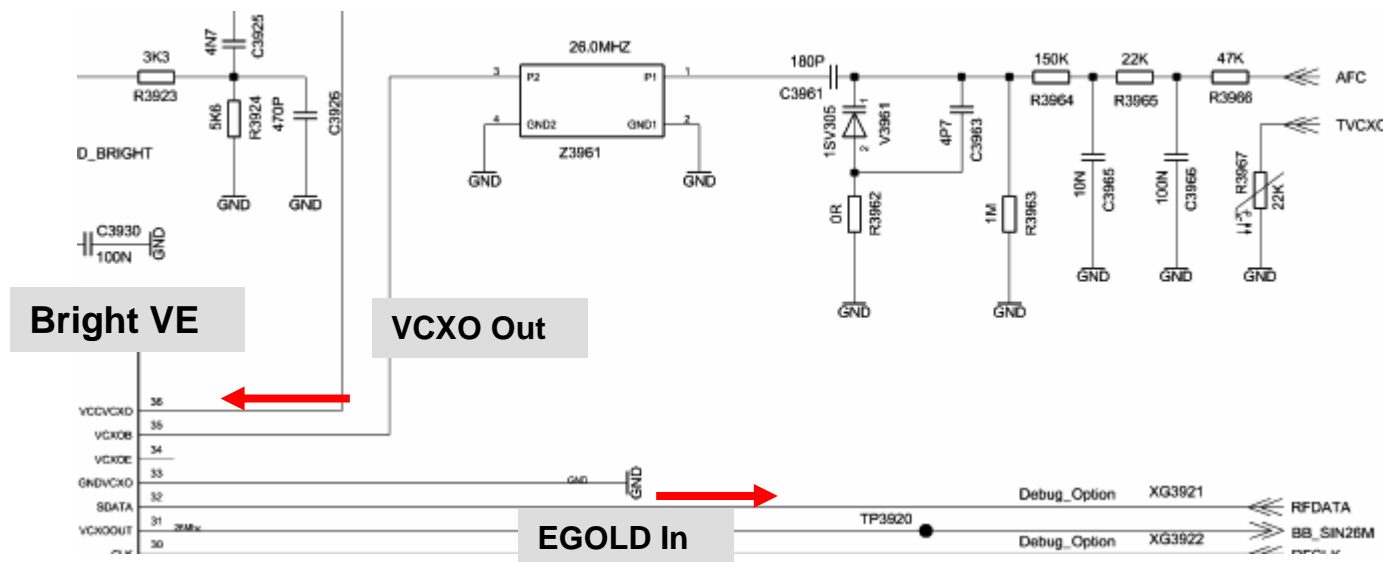 4N7
C3925
3K3
R3923
5K6
R3924
470P
C3926
D_BRIGHT
GND
GND
C3930
100N
GND
26.0MHZ
3
P2
P1
1
4
GND2
GND1
2
Z3961
GND
GND
180P
C3961
1SV305
1
2
V3961
4P7
C3963
0R
R3962
GND
1M
R3963
GND
150K
R3964
22K
R3965
47K
R3966
AFC
TVCXO
10N
C3965
GND
100N
C3966
GND
R3967
22K
GND
Bright VE
VCXO Out
VCCVCXO
36
VCXOB
35
VCXOE
34
GNDVCXO
33
GND
GND
SDATA
32
Debug_Option
XG3921
RFDATA
VCXOOUT
31
26Mhz
TP3920
BB_SIN26M
EGOLD In
30
Debug_Option
XG3922